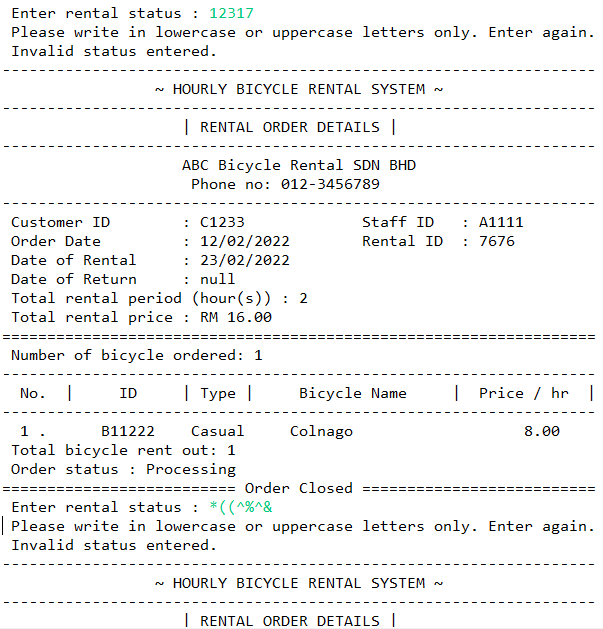 Enter rental status : 12317
Please write in lowercase or uppercase letters only. Enter again.
Invalid status entered.
------------------------------------------------------------------
~ HOURLY BICYCLE RENTAL SYSTEM ~
------------------------------------------------------------------
| RENTAL ORDER DETAILS |
------------------------------------------------------------------
ABC Bicycle Rental SDN BHD
Phone no: 012-3456789
------------------------------------------------------------------
Customer ID : C1233 Staff ID : A1111
Order Date : 12/02/2022 Rental ID : 7676
Date of Rental : 23/02/2022
Date of Return : null
Total rental period (hour(s)) : 2
Total rental price : RM 16.00
==================================================================
Number of bicycle ordered: 1
------------------------------------------------------------------
No. | ID | Type | Bicycle Name | Price / hr |
------------------------------------------------------------------
1 . B11222 Casual Colnago 8.00
Total bicycle rent out: 1
Order status : Processing
========================== Order Closed ==========================
Enter rental status : *((^%^&
Please write in lowercase or uppercase letters only. Enter again.
Invalid status entered.
------------------------------------------------------------------
~ HOURLY BICYCLE RENTAL SYSTEM ~
------------------------------------------------------------------
| RENTAL ORDER DETAILS |